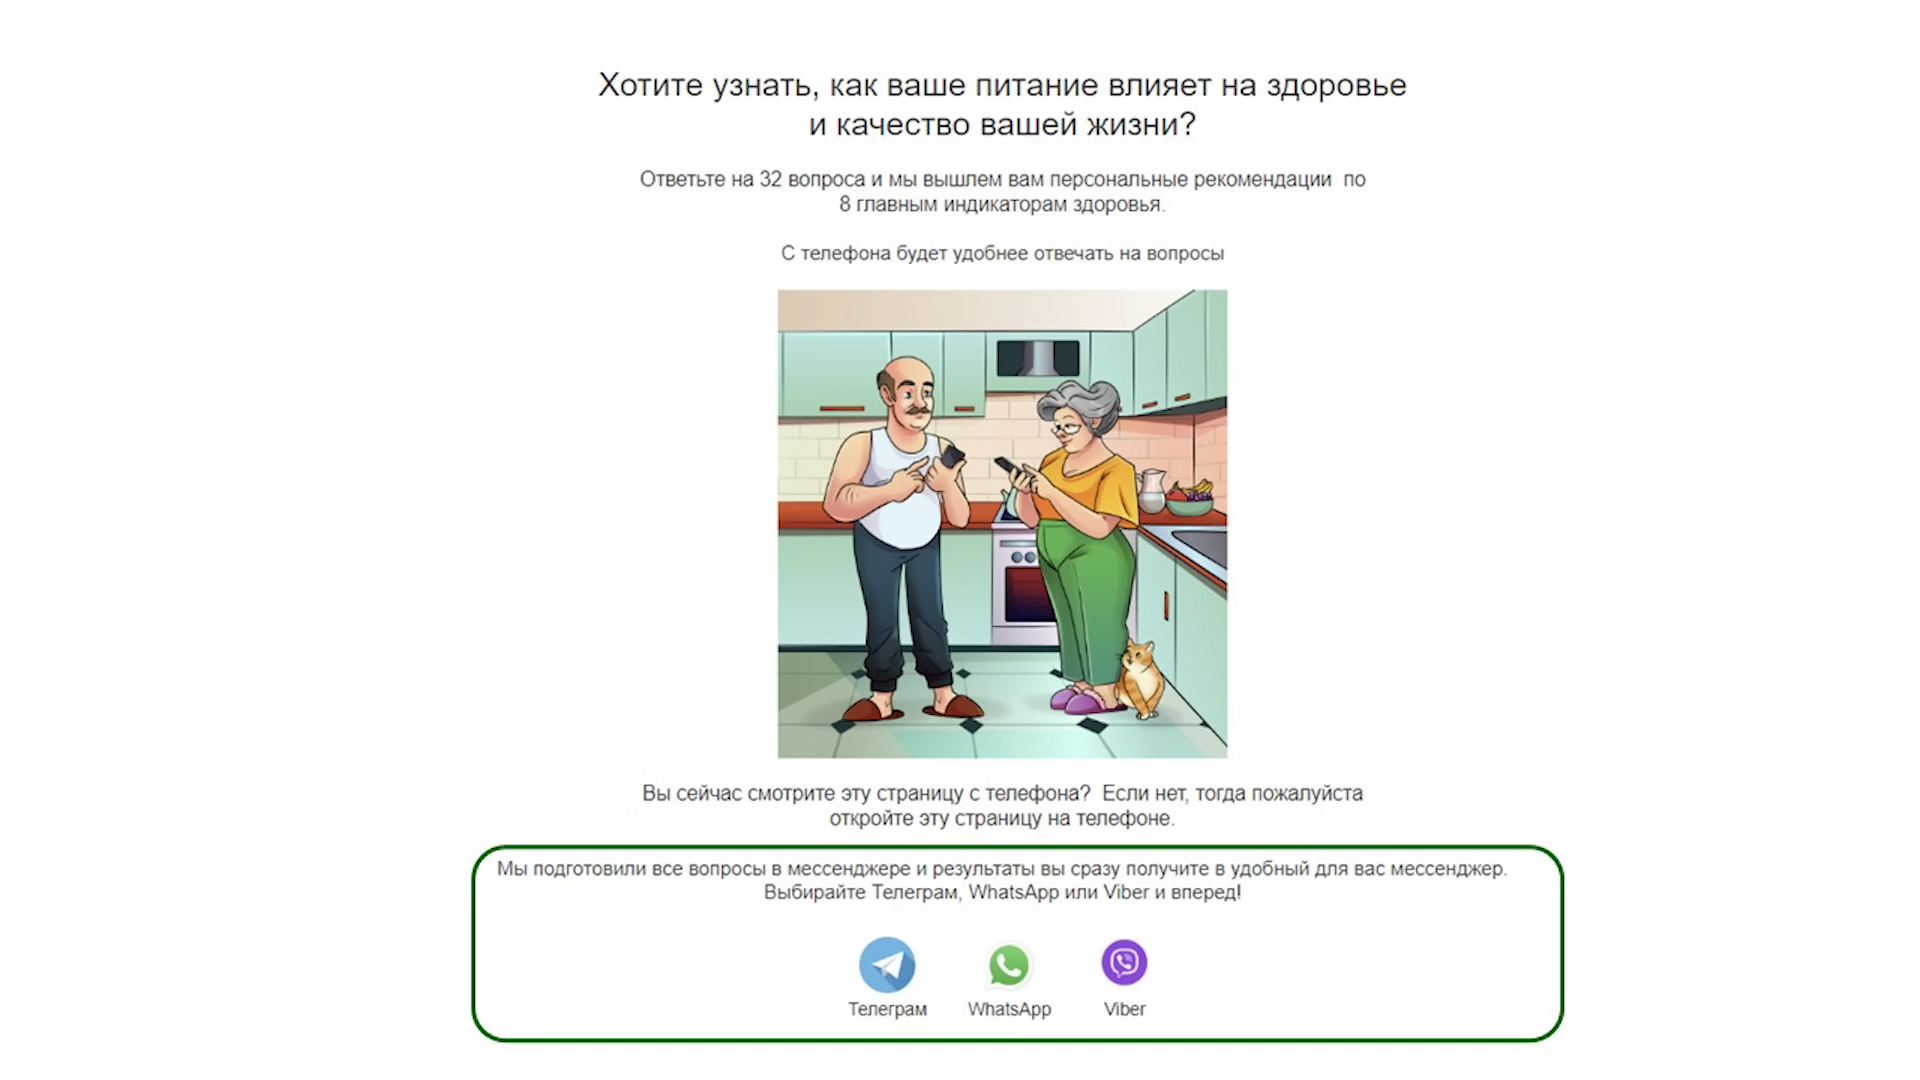 Хотите узнать, как ваше питание влияет на здоровье
и качество вашей жизни?
Ответьте на 32 вопроса и мы вышлем вам персональные рекомендации по
8 главным индикаторам здоровья.
С телефона будет удобнее отвечать на вопросы
Вы сейчас смотрите эту страницу с телефона? Если нет, тогда пожалуйста
откройте эту страницу на телефоне.
Мы подготовили все вопросы в мессенджере и результаты вы сразу получите в удобный для вас мессенджер.
Выбирайте Телеграм, WhatsApp или Viber и вперед!
Телеграм
WhatsApp
Viber